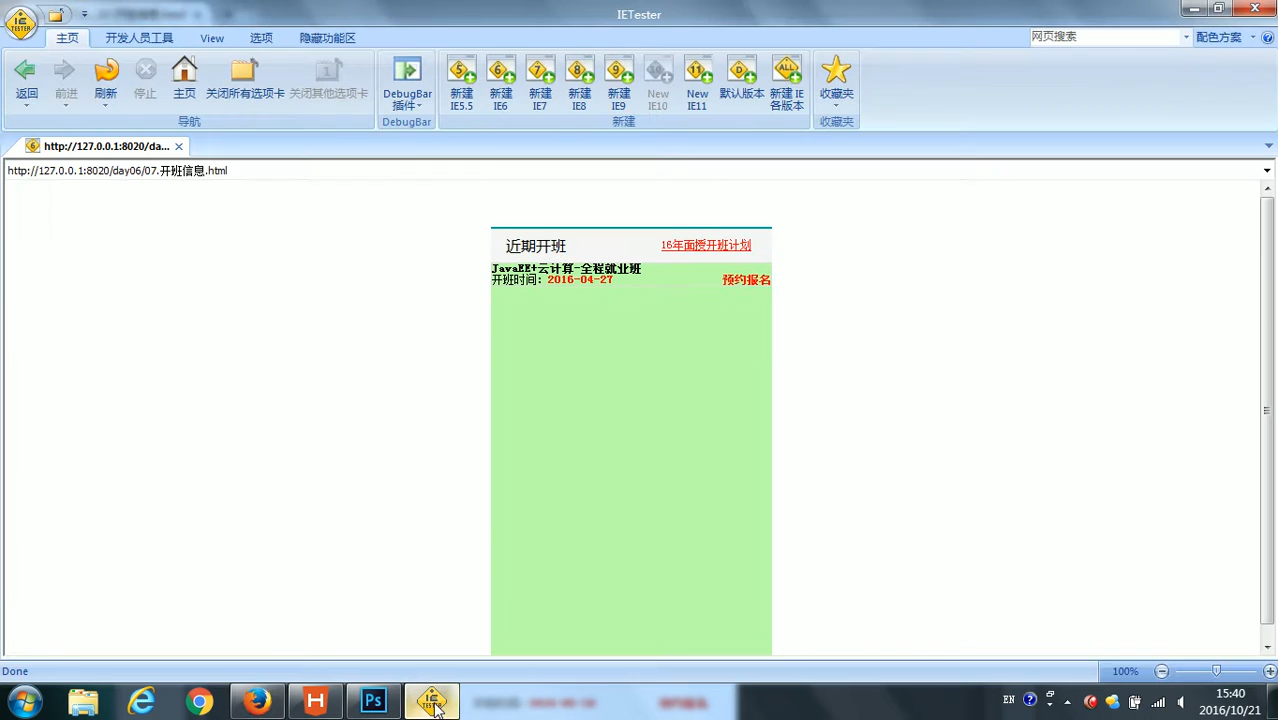 IETester
主页 开发人员工具 View 选项 隐藏功能区 网页搜索 配色方案
返回 前进 刷新 停止 主页 关闭所有选项卡 关闭其他选项卡 DebugBar 插件 新建 IE5.5 新建 IE6 新建 IE7 新建 IE8 新建 IE9 New IE10 New IE11 默认版本 新建 IE 各版本 收藏夹
导航 DebugBar 新建 收藏夹
http://127.0.0.1:8020/da...
http://127.0.0.1:8020/day06/07.开班信息.html
近期开班 16年面授开班计划
JavaEE+云计算-全程就业班
开班时间：2016-04-27 预约报名
Done 100%
EN 15:40
2016/10/21